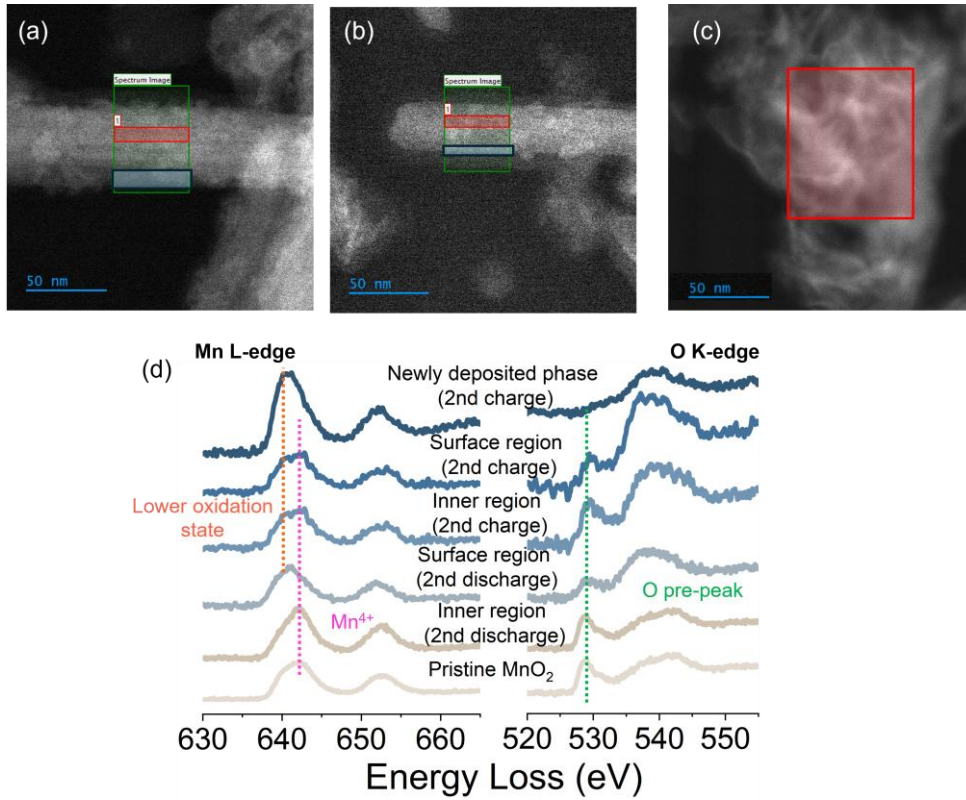 (a)
Spectrum Image
1
50 nm
(b)
Spectrum Image
1
50 nm
(c)
50 nm
(d)
Mn L-edge
O K-edge
Newly deposited phase
(2nd charge)
Surface region
(2nd charge)
Lower oxidation
state
Inner region
(2nd charge)
Surface region
(2nd discharge)
O pre-peak
Mn⁴⁺
Inner region
(2nd discharge)
Pristine MnO₂
630 640 650 660 520 530 540 550
Energy Loss (eV)